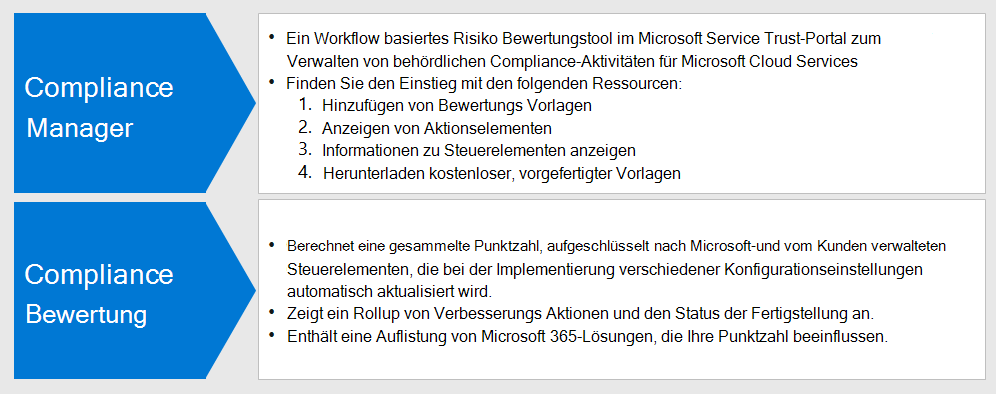 Compliance
Manager
• Ein Workflow basiertes Risiko Bewertungstool im Microsoft Service Trust-Portal zum
Verwalten von behördlichen Compliance-Aktivitäten für Microsoft Cloud Services
• Finden Sie den Einstieg mit den folgenden Ressourcen:
1. Hinzufügen von Bewertungs Vorlagen
2. Anzeigen von Aktionselementen
3. Informationen zu Steuerelementen anzeigen
4. Herunterladen kostenloser, vorgefertigter Vorlagen
Compliance
Bewertung
• Berechnet eine gesammelte Punktzahl, aufgeschlüsselt nach Microsoft-und vom Kunden verwalteten
Steuerelementen, die bei der Implementierung verschiedener Konfigurationseinstellungen
automatisch aktualisiert wird.
• Zeigt ein Rollup von Verbesserungs Aktionen und den Status der Fertigstellung an.
• Enthält eine Auflistung von Microsoft 365-Lösungen, die Ihre Punktzahl beeinflussen.